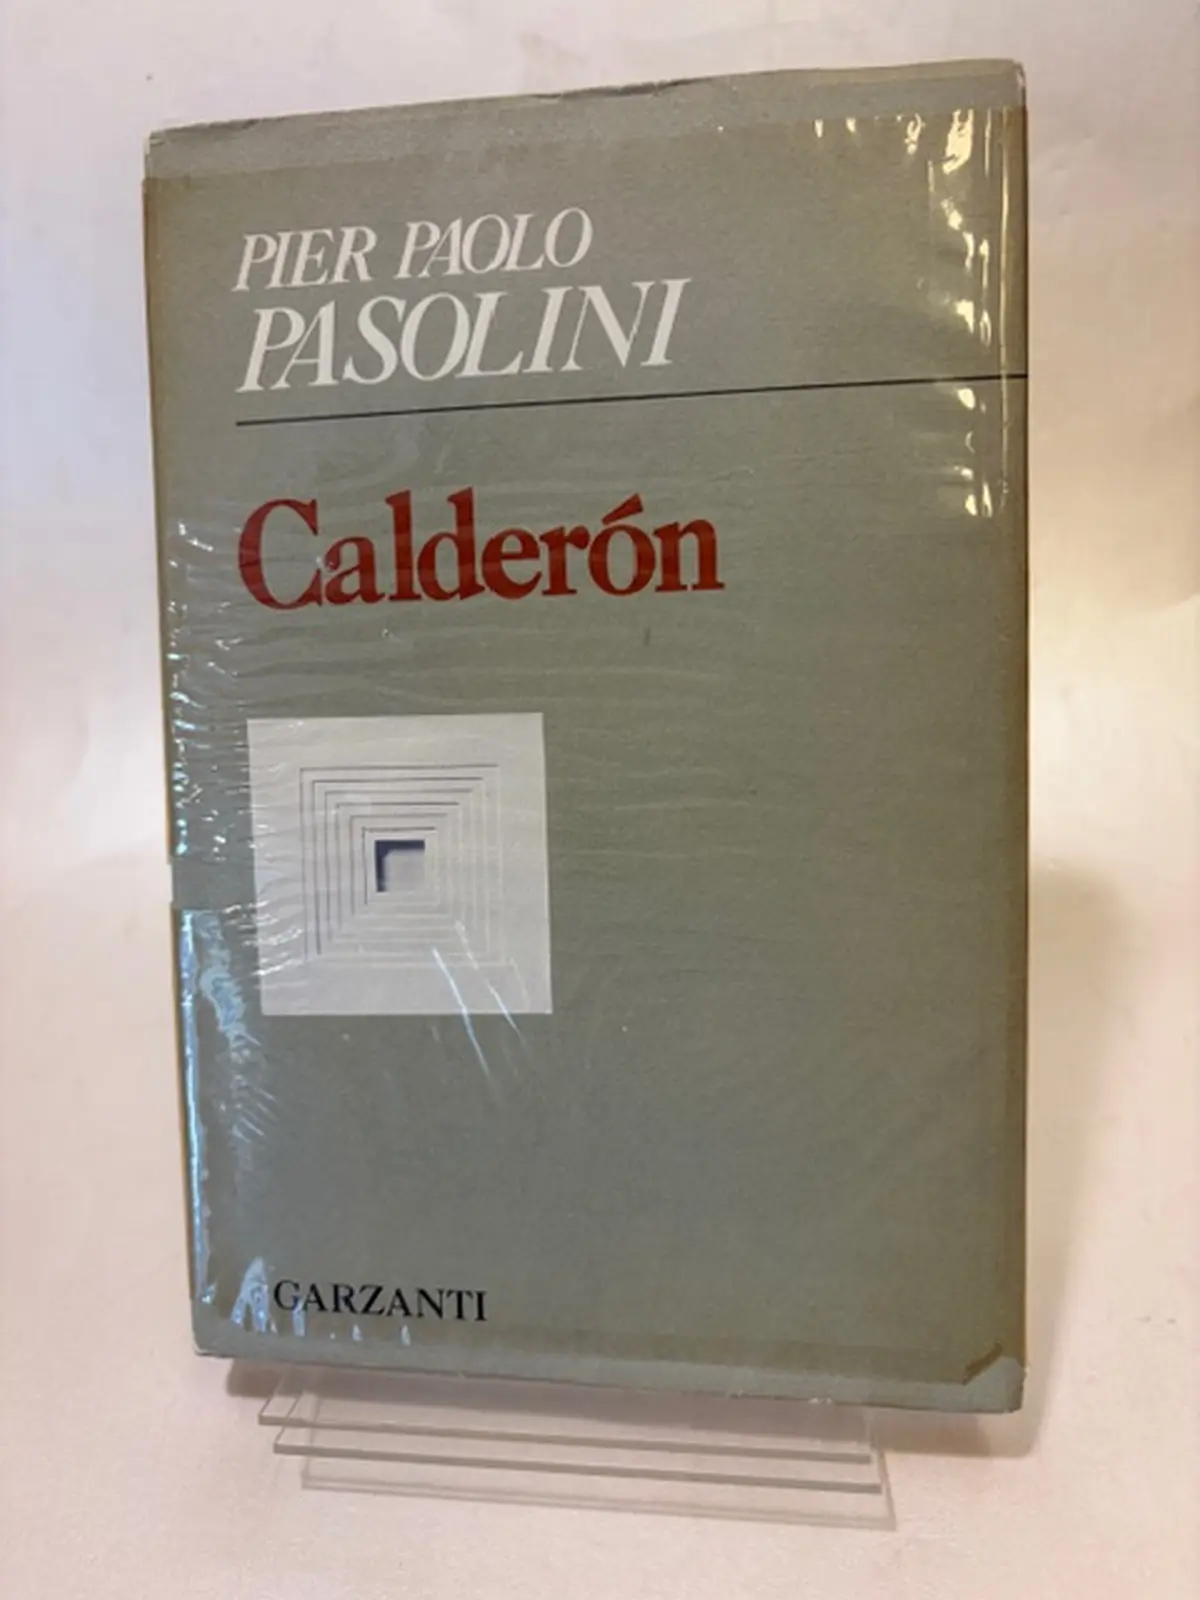 PIER PAOLO
PASOLINI
Calderón
GARZANTI